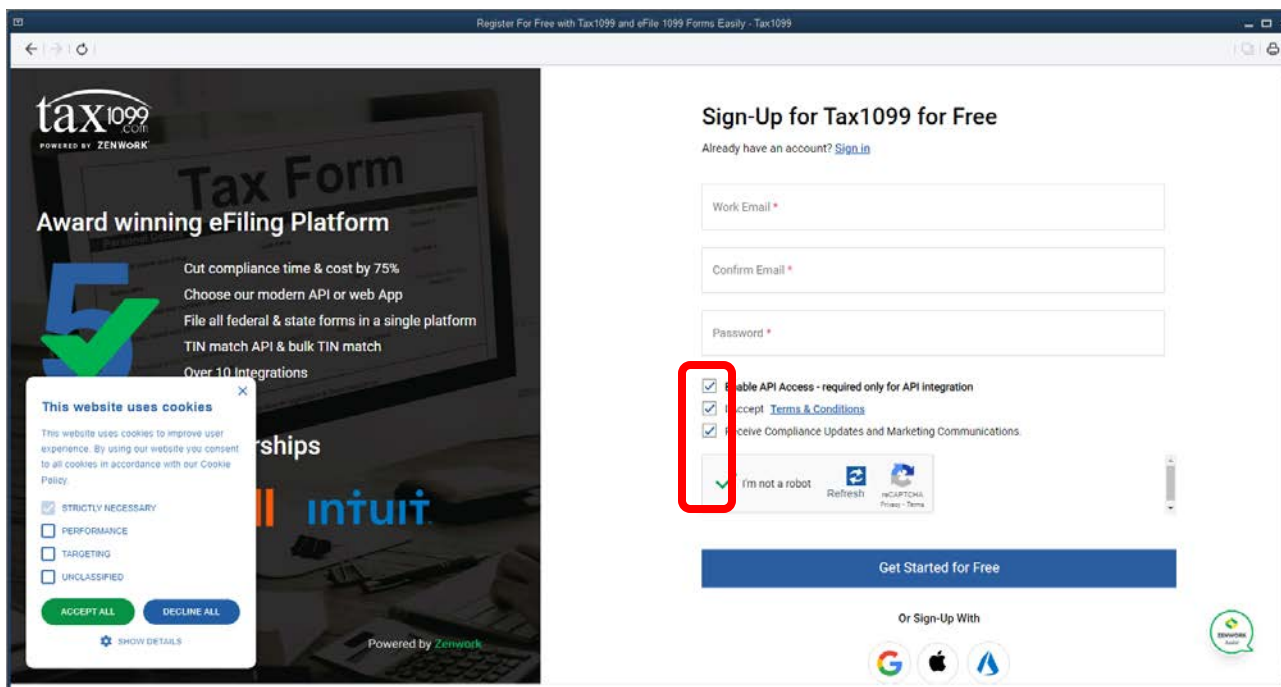 Register For Free with Tax1099 and eFile 1099 Forms Easily - Tax1099
tax1099
.com
POWERED BY ZENWORK
Tax Form
Award winning eFiling Platform
5
Cut compliance time & cost by 75%
Choose our modern API or web App
File all federal & state forms in a single platform
TIN match API & bulk TIN match
Over 10 Integrations
This website uses cookies
This website uses cookies to improve user
experience. By using our website you consent
to all cookies in accordance with our Cookie
Policy.
STRICTLY NECESSARY
PERFORMANCE
TARGETING
UNCLASSIFIED
ACCEPT ALL
DECLINE ALL
SHOW DETAILS
rships
ll
intuit
Powered by Zenwork
Sign-Up for Tax1099 for Free
Already have an account? Sign in
Work Email *
Confirm Email *
Password *
Enable API Access - required only for API integration
I accept Terms & Conditions
Receive Compliance Updates and Marketing Communications.
I'm not a robot
Refresh
reCAPTCHA
Privacy - Terms
Get Started for Free
Or Sign-Up With
ZENWORK
Assist